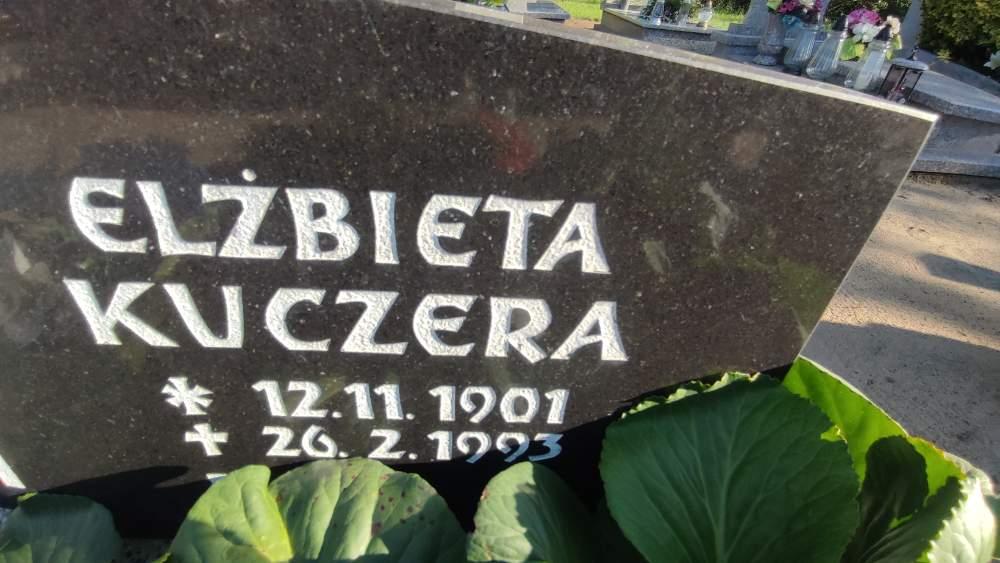 ELŻBIETA
KUCZERA
* 12.11.1901
+ 26.2.1993